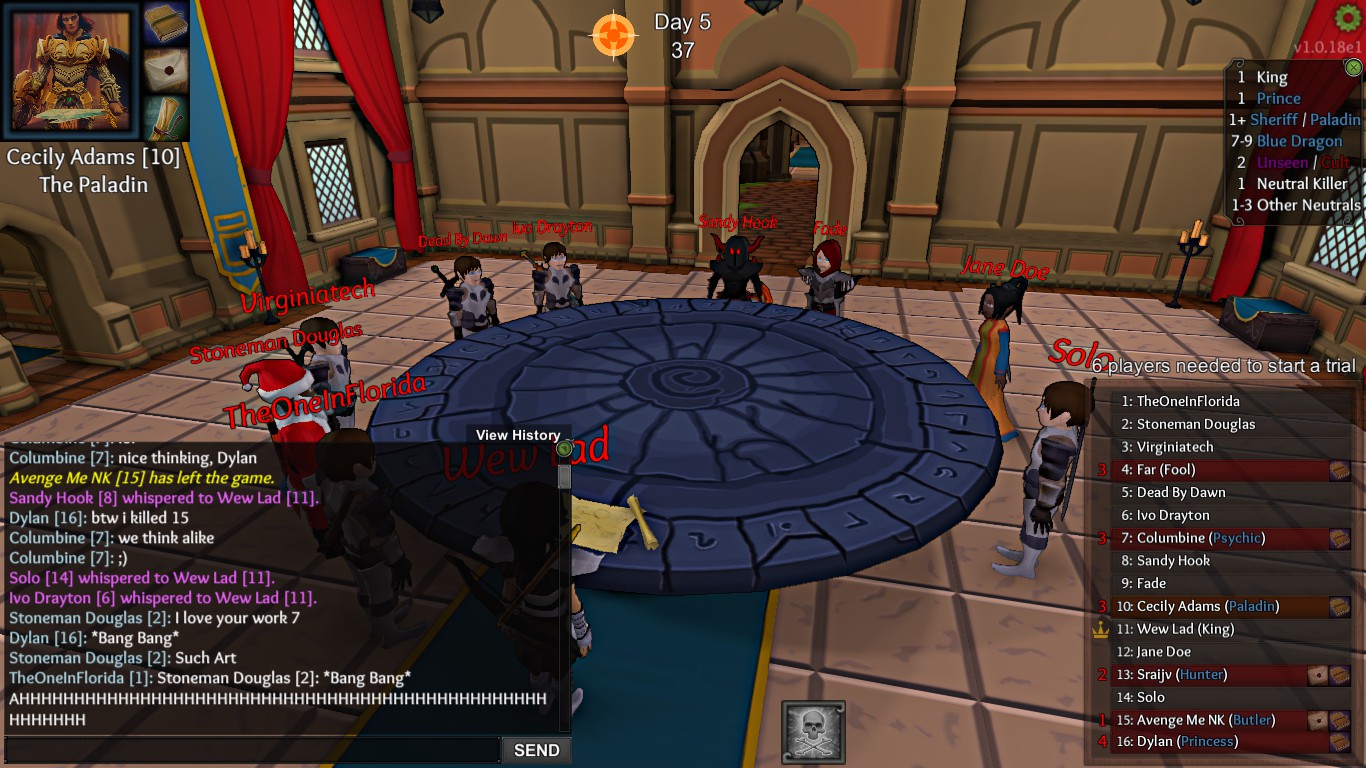 Day 5
37
v1.0.18e1
1 King
1 Prince
1+ Sheriff / Paladin
7-9 Blue Dragon
2 Unseen / Cult
1 Neutral Killer
1-3 Other Neutrals
Cecily Adams [10]
The Paladin
Dead By Dawn
Ivo Drayton
Sandy Hook
Fade
Jane Doe
Virginiatech
Stoneman Douglas
TheOneInFlorida
Solo
Wew Lad
6 players needed to start a trial
View History
Columbine [7]: nice thinking, Dylan
Avenge Me NK [15] has left the game.
Sandy Hook [8] whispered to Wew Lad [11].
Dylan [16]: btw i killed 15
Columbine [7]: we think alike
Columbine [7]: ;)
Solo [14] whispered to Wew Lad [11].
Ivo Drayton [6] whispered to Wew Lad [11].
Stoneman Douglas [2]: I love your work 7
Dylan [16]: *Bang Bang*
Stoneman Douglas [2]: Such Art
TheOneInFlorida [1]: Stoneman Douglas [2]: *Bang Bang*
AHHHHHHHHHHHHHHHHHHHHHHHHHHHHHHHHHHHHHHHHHHH
HHHHHHH
SEND
1: TheOneInFlorida
2: Stoneman Douglas
3: Virginiatech
3 4: Far (Fool)
5: Dead By Dawn
6: Ivo Drayton
3 7: Columbine (Psychic)
8: Sandy Hook
9: Fade
3 10: Cecily Adams (Paladin)
11: Wew Lad (King)
12: Jane Doe
2 13: Sraijv (Hunter)
14: Solo
1 15: Avenge Me NK (Butler)
4 16: Dylan (Princess)